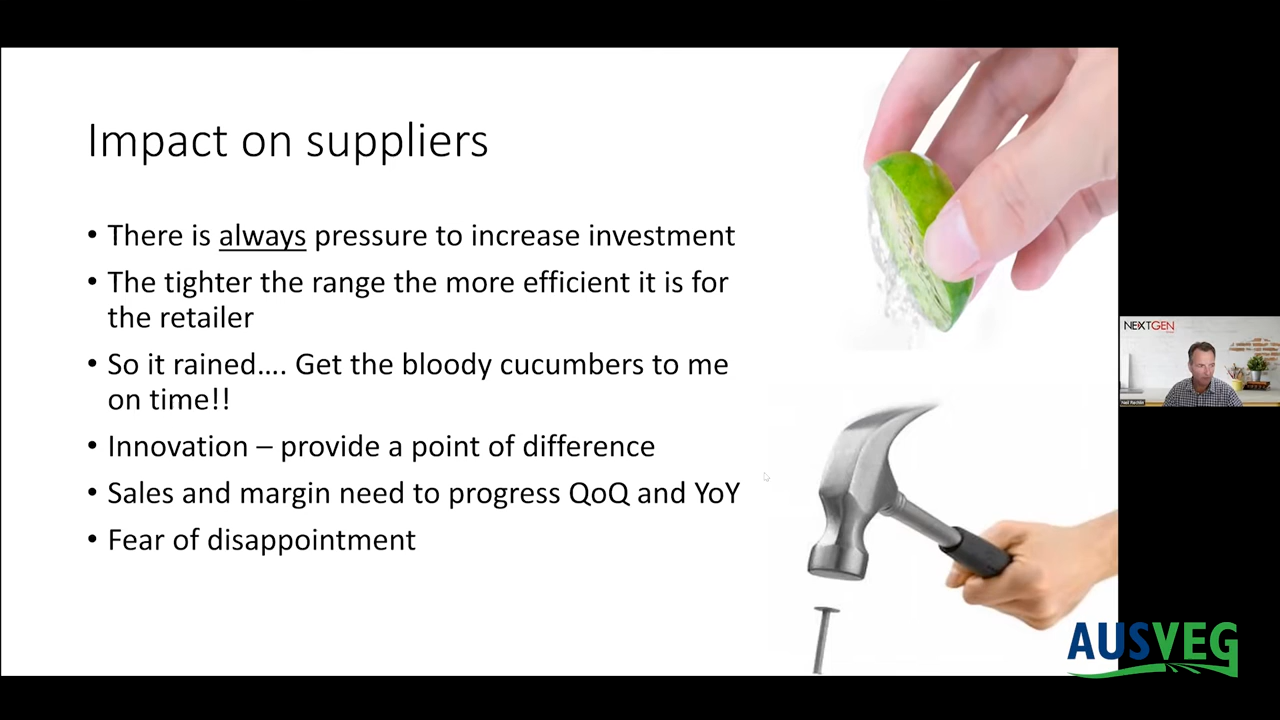 Impact on suppliers
• There is always pressure to increase investment
• The tighter the range the more efficient it is for
the retailer
• So it rained.... Get the bloody cucumbers to me
on time!!
• Innovation – provide a point of difference
• Sales and margin need to progress QoQ and YoY
• Fear of disappointment
NEXTGEN
AUSVEG